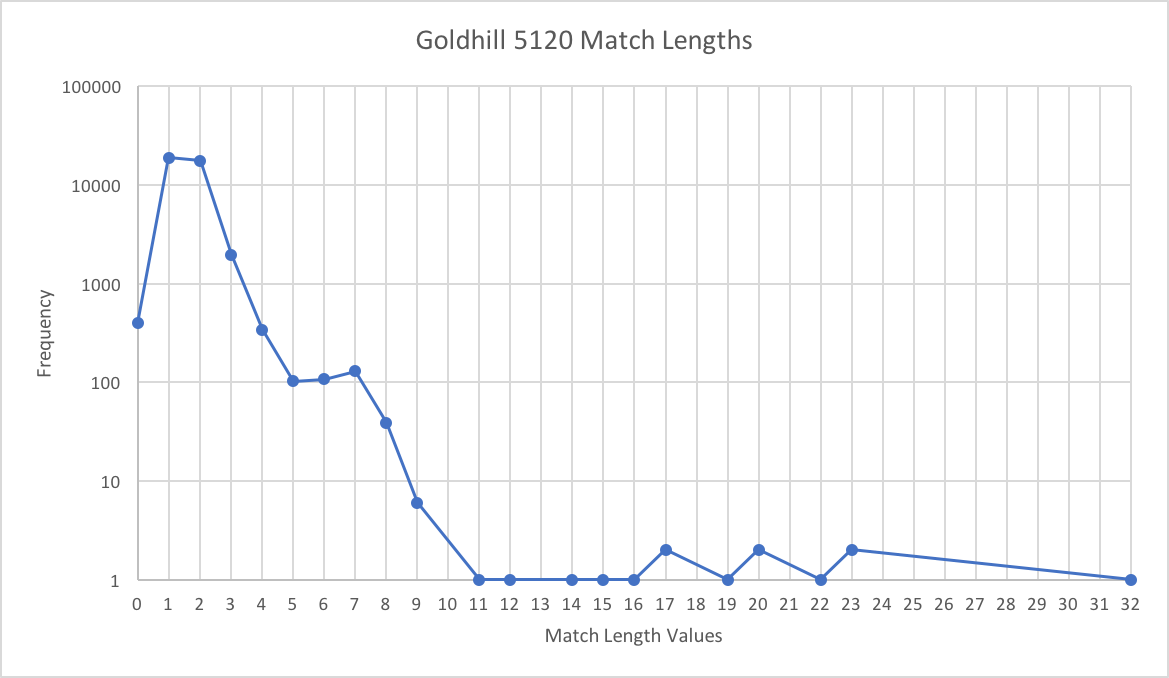 Goldhill 5120 Match Lengths
100000
10000
1000
100
10
1
Frequency
0 1 2 3 4 5 6 7 8 9 10 11 12 13 14 15 16 17 18 19 20 21 22 23 24 25 26 27 28 29 30 31 32
Match Length Values